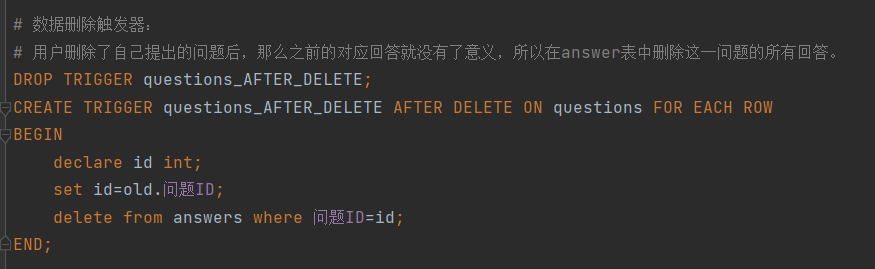 # 数据删除触发器：
# 用户删除了自己提出的问题后，那么之前的对应回答就没有了意义，所以在answer表中删除这一问题的所有回答。
DROP TRIGGER questions_AFTER_DELETE;
CREATE TRIGGER questions_AFTER_DELETE AFTER DELETE ON questions FOR EACH ROW
BEGIN
    declare id int;
    set id=old.问题ID;
    delete from answers where 问题ID=id;
END;